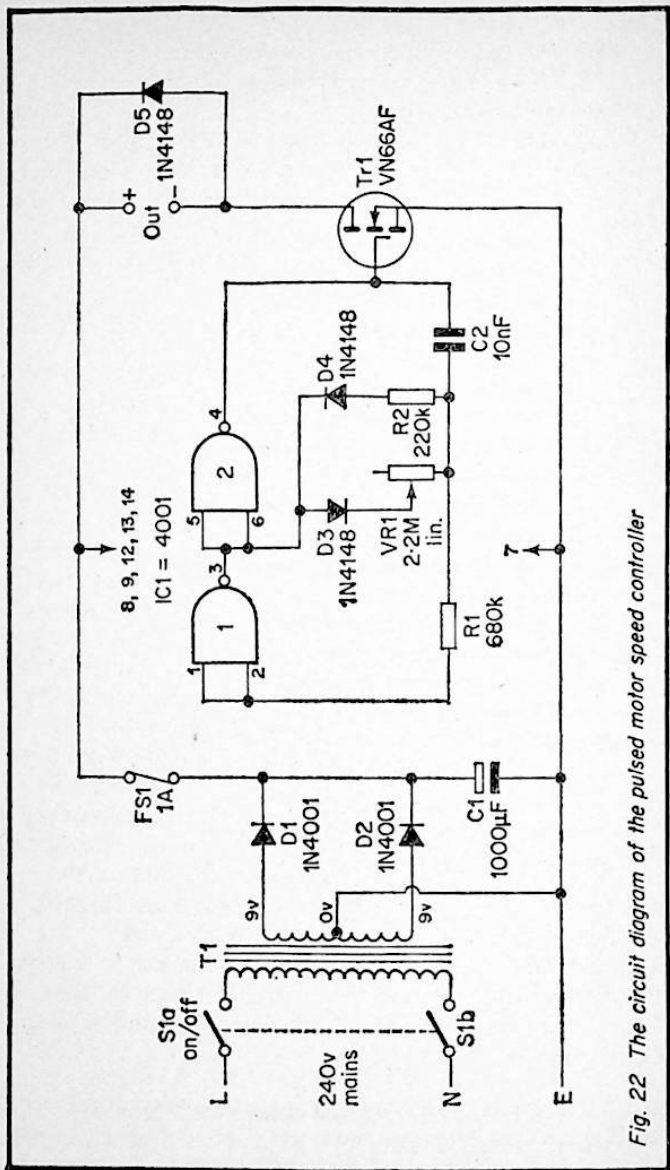 L
N
E
240v
mains
S1a
on/off
S1b
T1
9v
0v
9v
D1
1N4001
D2
1N4001
FS1
1A
C1
1000µF
8, 9, 12, 13, 14
IC1 = 4001
1
2
1
3
5
6
2
4
D3
1N4148
D4
1N4148
VR1
2·2M
lin.
R2
220k
R1
680k
C2
10nF
7
Tr1
VN66AF
+
Out
–
D5
1N4148
Fig. 22 The circuit diagram of the pulsed motor speed controller